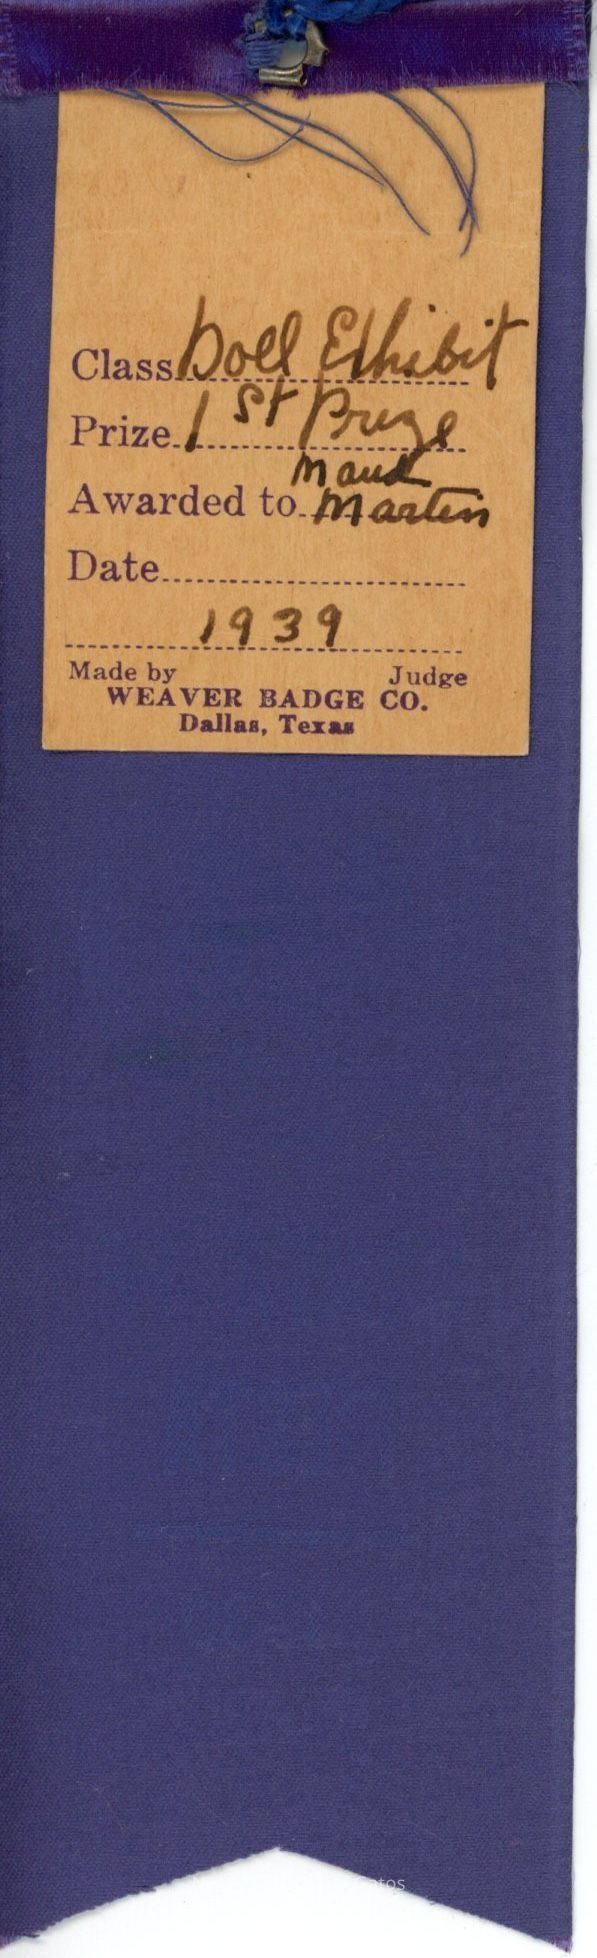 Class Doll Exhibit
Prize 1st Prize
Maud
Awarded to Martin
Date
1939
Made by Judge
WEAVER BADGE CO.
Dallas, Texas